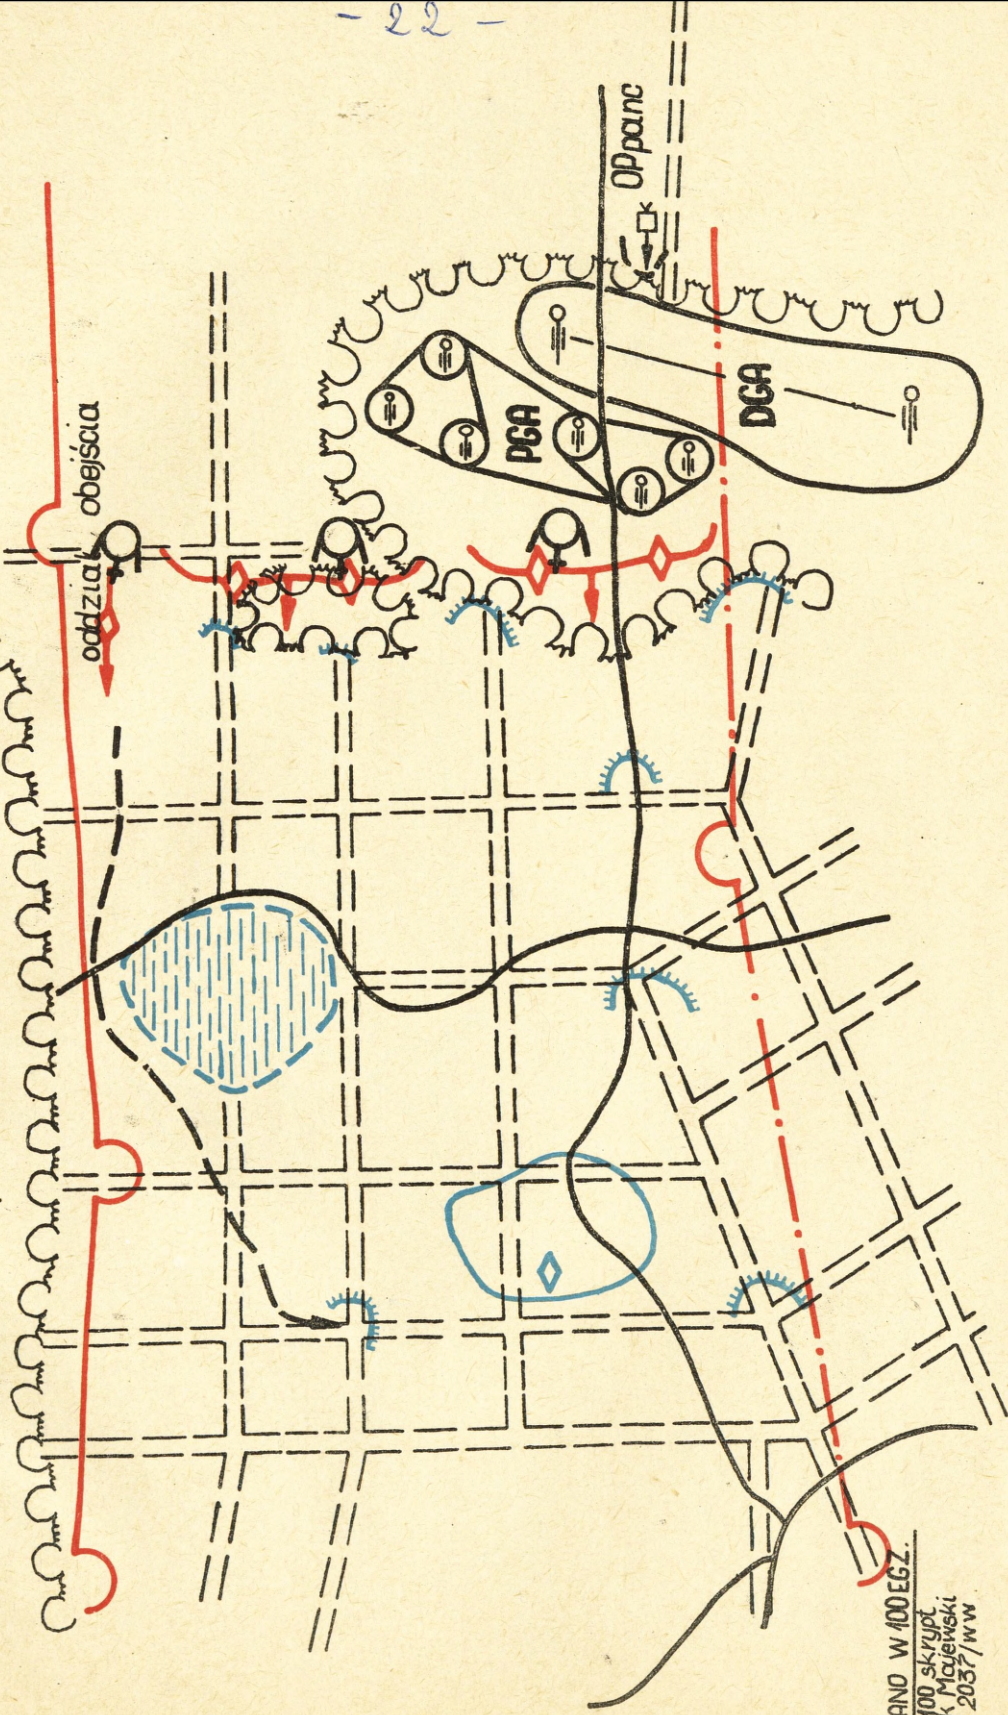 - 22 -
OPpanc
oddział obejścia
PGA
DGA
ANO W 100 EGZ.
100 skrypt.
k Majewski
2037/WW